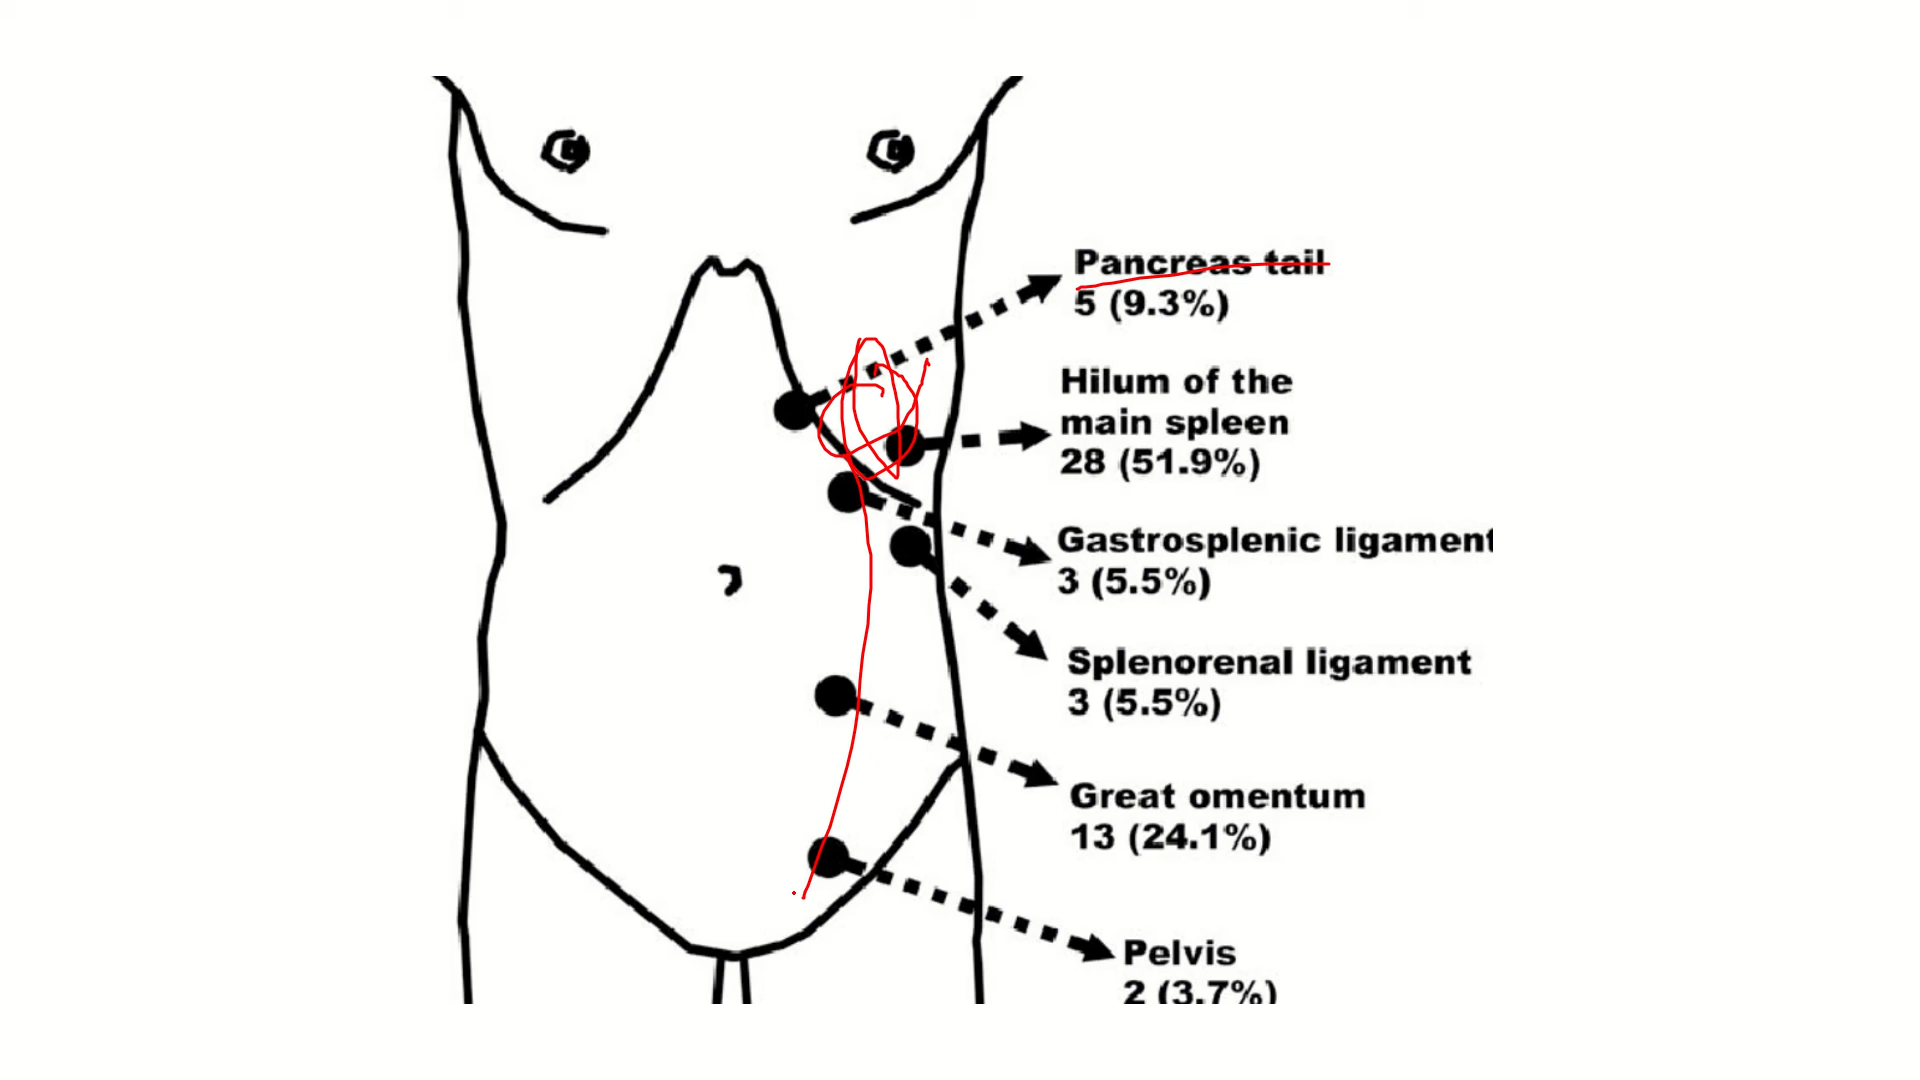 Pancreas tail
5 (9.3%)
Hilum of the
main spleen
28 (51.9%)
Gastrosplenic ligament
3 (5.5%)
Splenorenal ligament
3 (5.5%)
Great omentum
13 (24.1%)
Pelvis
2 (3.7%)